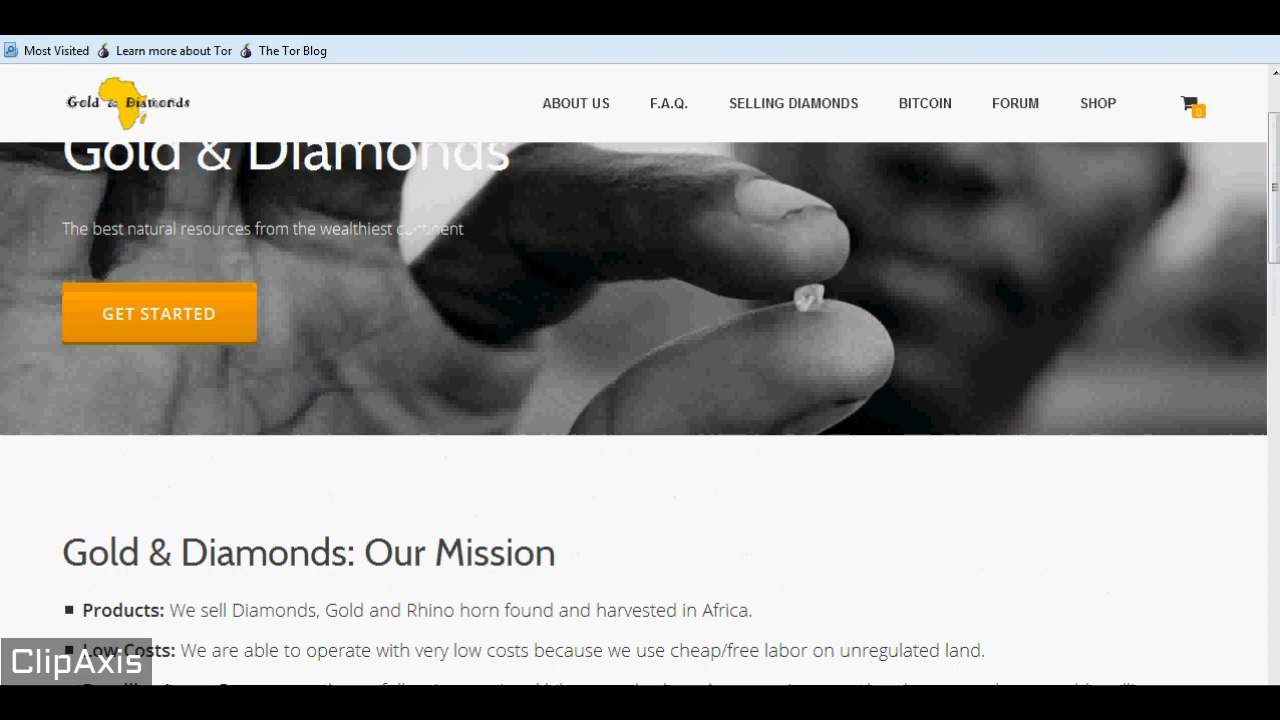 Most Visited Learn more about Tor The Tor Blog
Gold & Diamonds ABOUT US F.A.Q. SELLING DIAMONDS BITCOIN FORUM SHOP 0
Gold & Diamonds
The best natural resources from the wealthiest continent
GET STARTED
Gold & Diamonds: Our Mission
Products: We sell Diamonds, Gold and Rhino horn found and harvested in Africa.
Low Costs: We are able to operate with very low costs because we use cheap/free labor on unregulated land.
ClipAxis